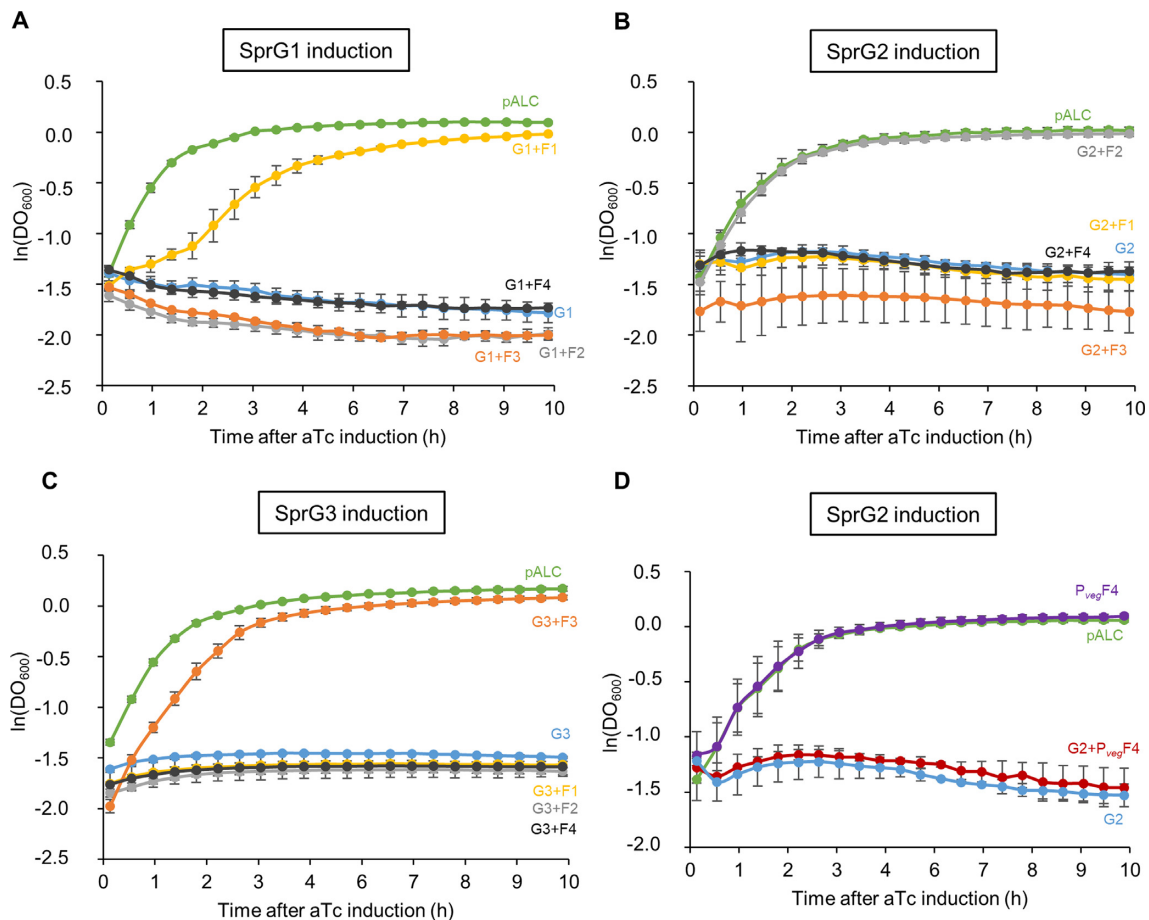 A
SprG1 induction
0.5
0.0
-0.5
-1.0
-1.5
-2.0
-2.5
ln(DO600)
pALC
G1+F1
G1+F4
G1
G1+F3
G1+F2
0 1 2 3 4 5 6 7 8 9 10
Time after aTc induction (h)
B
SprG2 induction
0.5
0.0
-0.5
-1.0
-1.5
-2.0
-2.5
ln(DO600)
pALC
G2+F2
G2+F1
G2+F4
G2
G2+F3
0 1 2 3 4 5 6 7 8 9 10
Time after aTc induction (h)
C
SprG3 induction
0.5
0.0
-0.5
-1.0
-1.5
-2.0
-2.5
ln(DO600)
pALC
G3+F3
G3
G3+F1
G3+F2
G3+F4
0 1 2 3 4 5 6 7 8 9 10
Time after aTc induction (h)
D
SprG2 induction
0.5
0.0
-0.5
-1.0
-1.5
-2.0
ln(DO600)
PvegF4
pALC
G2+PvegF4
G2
0 1 2 3 4 5 6 7 8 9 10
Time after aTc induction (h)